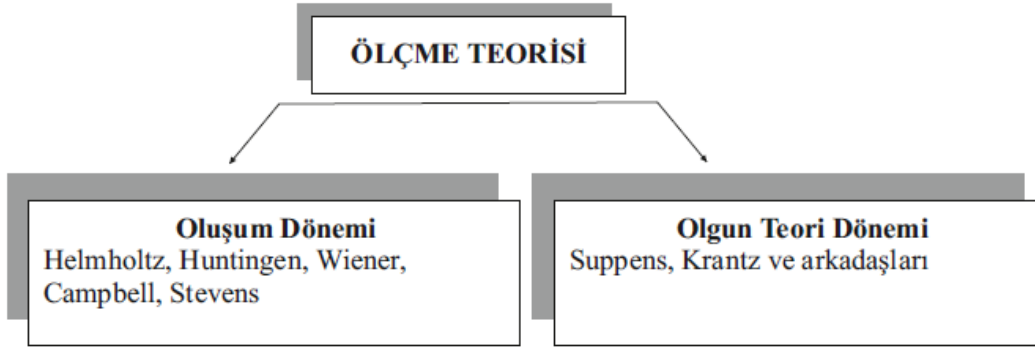 ÖLÇME TEORİSİ
Oluşum Dönemi
Helmholtz, Huntingen, Wiener,
Campbell, Stevens
Olgun Teori Dönemi
Suppens, Krantz ve arkadaşları